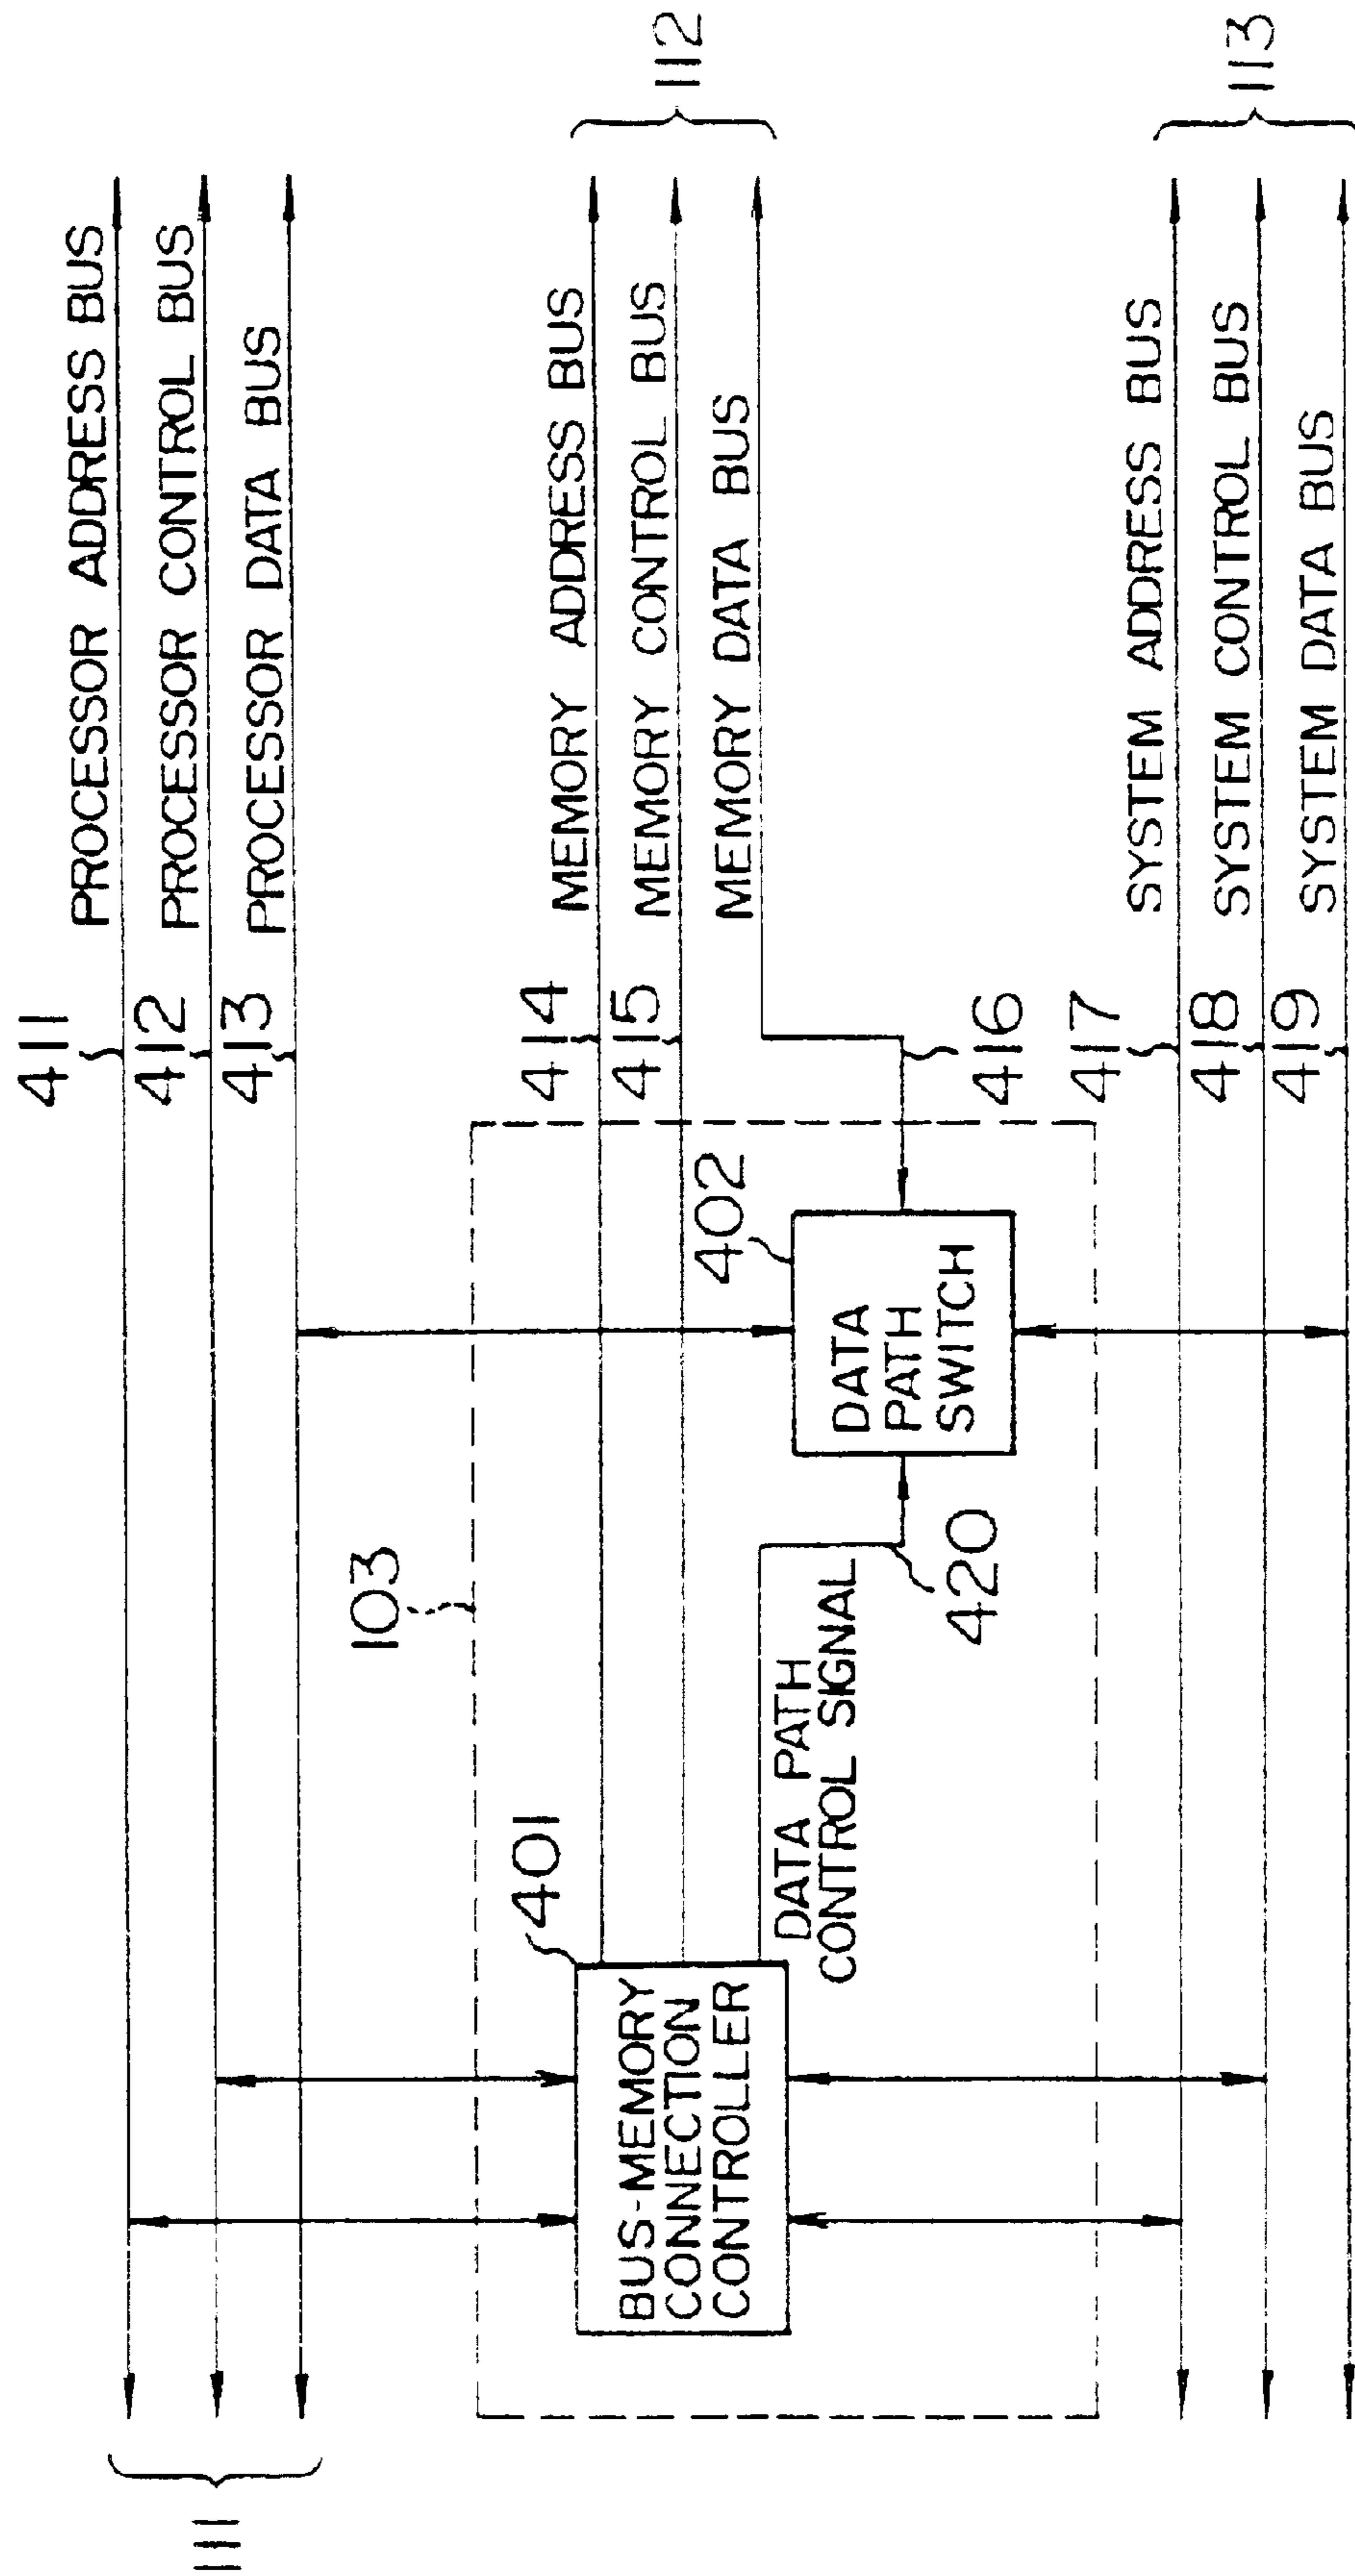 411
PROCESSOR ADDRESS BUS
412
PROCESSOR CONTROL BUS
413
PROCESSOR DATA BUS
111
103
414
MEMORY ADDRESS BUS
415
MEMORY CONTROL BUS
MEMORY DATA BUS
112
401
BUS-MEMORY
CONNECTION
CONTROLLER
402
DATA
PATH
SWITCH
416
DATA PATH
CONTROL SIGNAL
420
417
SYSTEM ADDRESS BUS
418
SYSTEM CONTROL BUS
419
SYSTEM DATA BUS
113